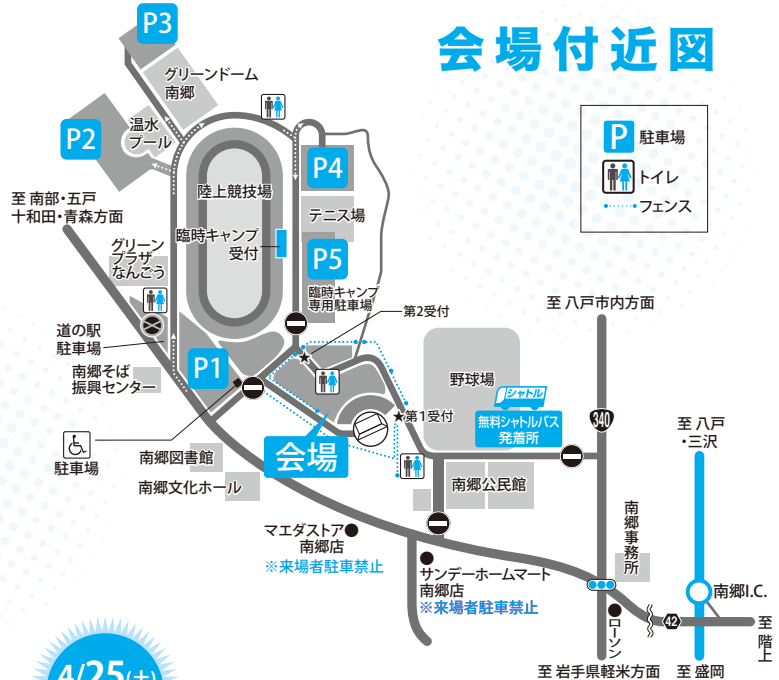 会場付近図
P 駐車場
トイレ
フェンス
P3
グリーンドーム
南郷
P2
温水
プール
P4
陸上競技場
テニス場
至 南部・五戸
十和田・青森方面
臨時キャンプ
受付
P5
臨時キャンプ
専用駐車場
グリーン
プラザ
なんごう
第2受付
至 八戸市内方面
道の駅
駐車場
P1
南郷そば
振興センター
野球場
シャトル
無料シャトルバス
発着所
第1受付
340
至 八戸
・三沢
駐車場
会場
南郷図書館
南郷文化ホール
南郷公民館
南郷事務所
マエダストア
南郷店
※来場者駐車禁止
サンデーホームマート
南郷店
※来場者駐車禁止
南郷I.C.
ローソン
42
至 階上
至 岩手県軽米方面
至 盛岡
4/25(土)